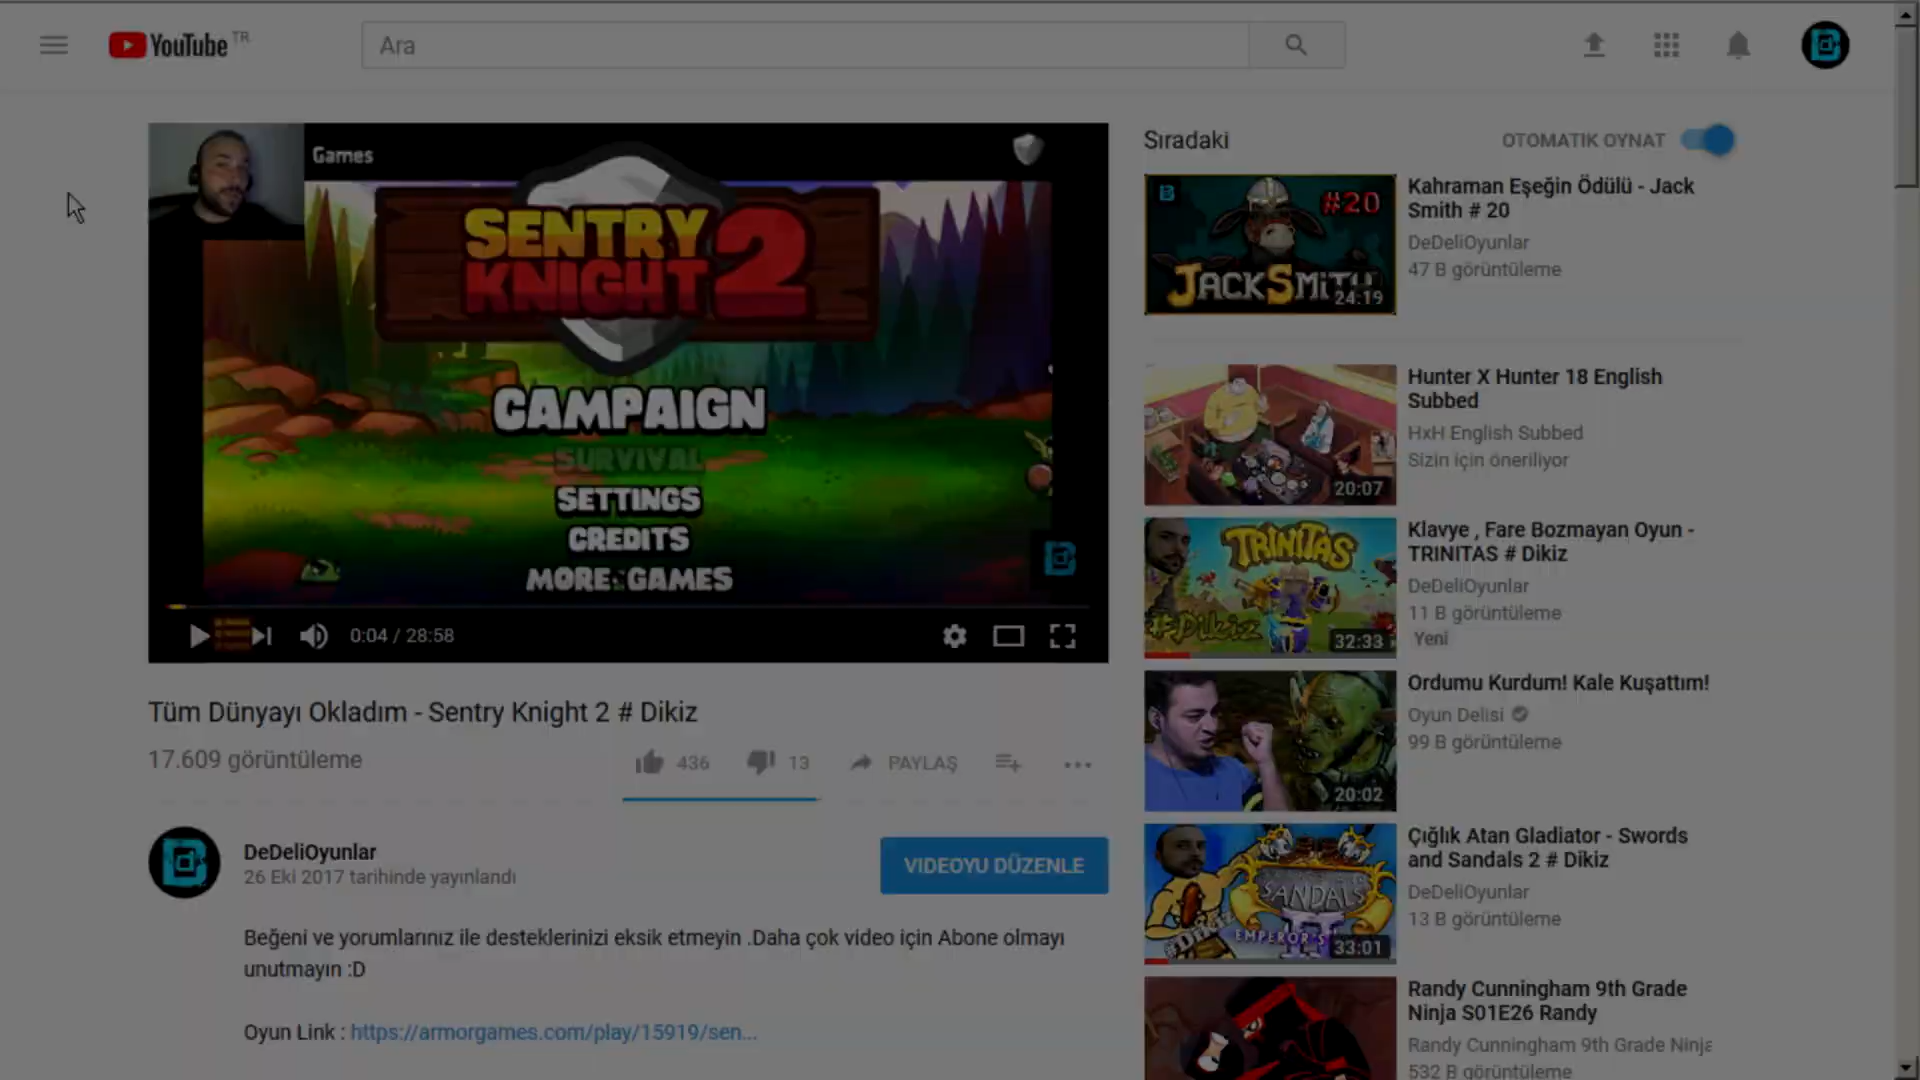 YouTube TR
Ara
Games
SENTRY
KNIGHT 2
CAMPAIGN
SURVIVAL
SETTINGS
CREDITS
MORE GAMES
0:04 / 28:58
Tüm Dünyayı Okladım - Sentry Knight 2 # Dikiz
17.609 görüntüleme
436
13
PAYLAŞ
DeDeliOyunlar
26 Eki 2017 tarihinde yayınlandı
VIDEOYU DÜZENLE
Beğeni ve yorumlarınız ile desteklerinizi eksik etmeyin .Daha çok video için Abone olmayı
unutmayın :D
Oyun Link : https://armorgames.com/play/15919/sen...
Sıradaki
OTOMATIK OYNAT
#20
JACKSMITH
24:19
Kahraman Eşeğin Ödülü - Jack
Smith # 20
DeDeliOyunlar
47 B görüntüleme
20:07
Hunter X Hunter 18 English
Subbed
HxH English Subbed
Sizin için öneriliyor
TRINITAS
#Dikiz
32:33
Klavye , Fare Bozmayan Oyun -
TRINITAS # Dikiz
DeDeliOyunlar
11 B görüntüleme
Yeni
20:02
Ordumu Kurdum! Kale Kuşattım!
Oyun Delisi
99 B görüntüleme
SANDALS
#Dikiz
EMPEROR'S
33:01
Çığlık Atan Gladiator - Swords
and Sandals 2 # Dikiz
DeDeliOyunlar
13 B görüntüleme
Randy Cunningham 9th Grade
Ninja S01E26 Randy
Randy Cunningham 9th Grade Ninja
532 B görüntüleme